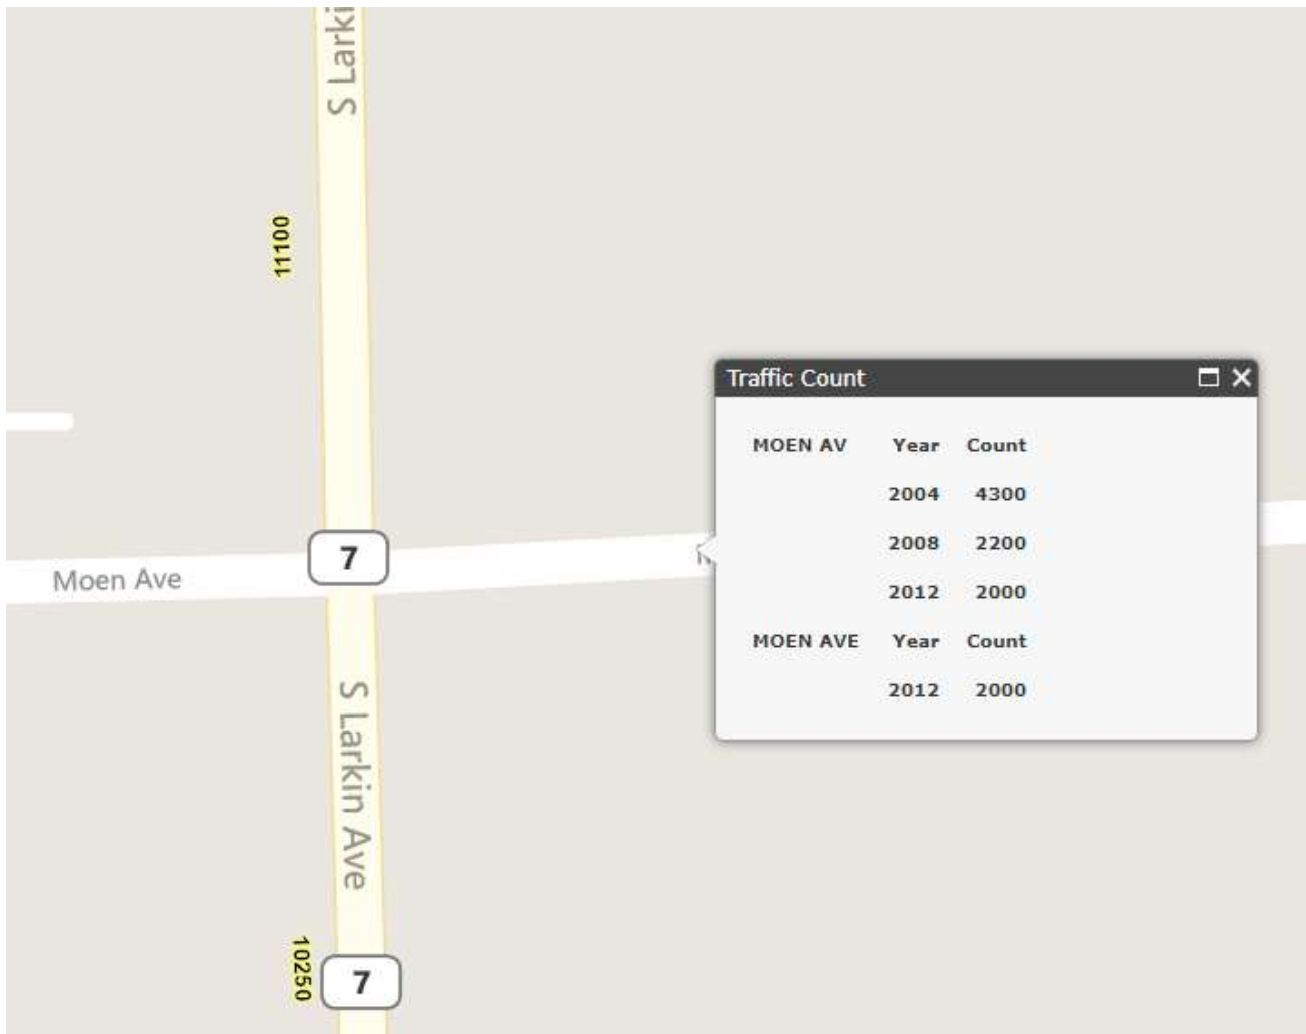 S Larki
11100
Traffic Count
MOEN AV Year Count
2004 4300
2008 2200
2012 2000
MOEN AVE Year Count
2012 2000
7
Moen Ave
S Larkin Ave
10250
7